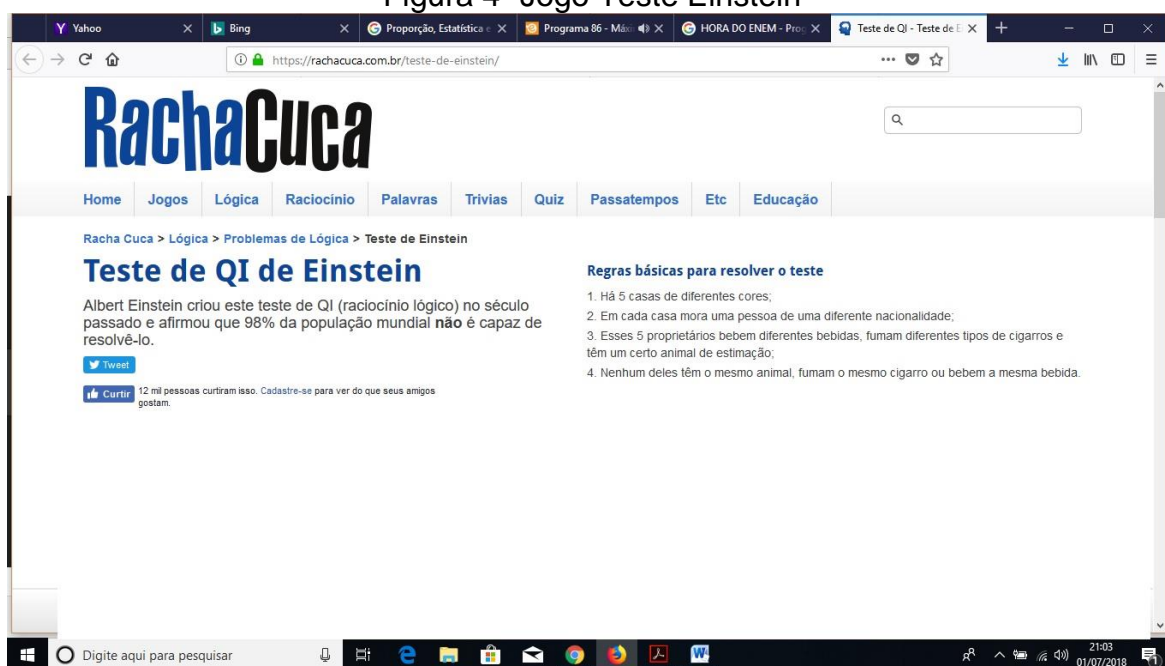 Figura 4- Jogo Teste Einstein
Yahoo
Bing
Proporção, Estatística e
Programa 86 - Máxi
HORA DO ENEM - Prog
Teste de QI - Teste de E
https://rachacuca.com.br/teste-de-einstein/
RachaCuca
Home Jogos Lógica Raciocínio Palavras Trivias Quiz Passatempos Etc Educação
Racha Cuca > Lógica > Problemas de Lógica > Teste de Einstein
Teste de QI de Einstein
Albert Einstein criou este teste de QI (raciocínio lógico) no século
passado e afirmou que 98% da população mundial não é capaz de
resolvê-lo.
Tweet
Curtir 12 mil pessoas curtiram isso. Cadastre-se para ver do que seus amigos
gostam.
Regras básicas para resolver o teste
1. Há 5 casas de diferentes cores;
2. Em cada casa mora uma pessoa de uma diferente nacionalidade;
3. Esses 5 proprietários bebem diferentes bebidas, fumam diferentes tipos de cigarros e
têm um certo animal de estimação;
4. Nenhum deles têm o mesmo animal, fumam o mesmo cigarro ou bebem a mesma bebida.
Digite aqui para pesquisar
21:03
01/07/2018